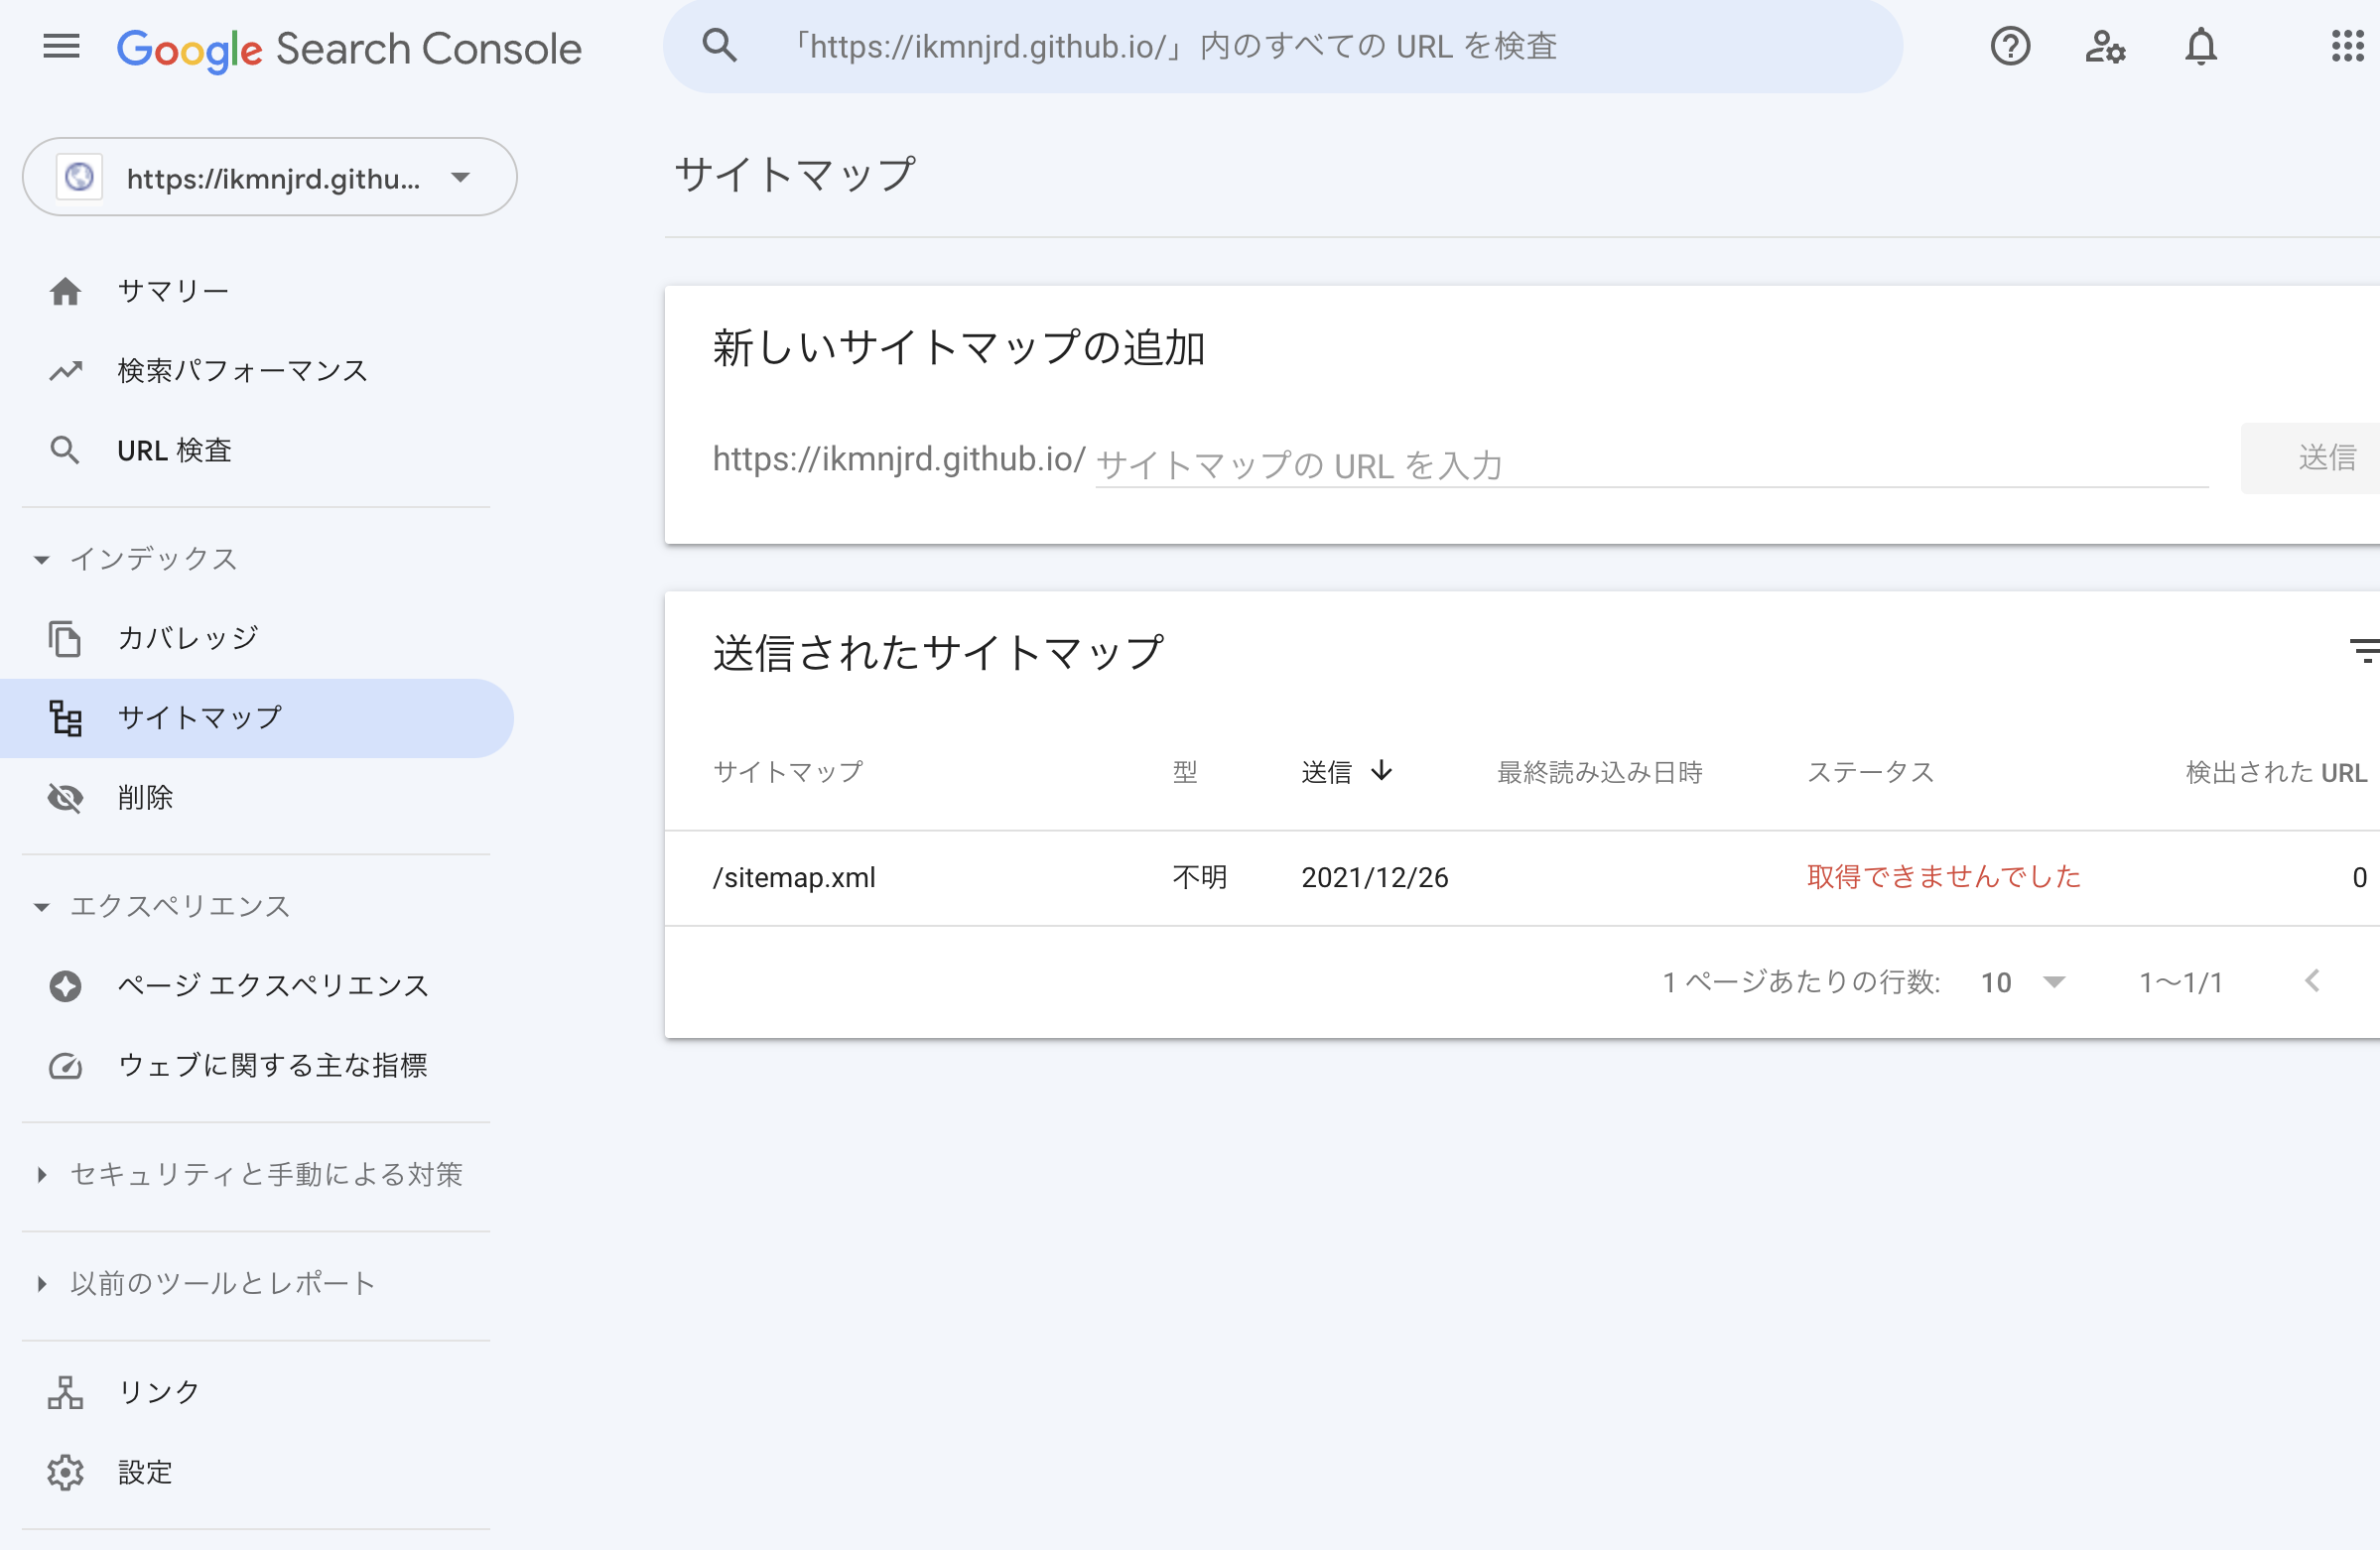 Google Search Console
「https://ikmnjrd.github.io/」内のすべての URL を検査
https://ikmnjrd.githu...
サマリー
検索パフォーマンス
URL 検査
インデックス
カバレッジ
サイトマップ
削除
エクスペリエンス
ページ エクスペリエンス
ウェブに関する主な指標
セキュリティと手動による対策
以前のツールとレポート
リンク
設定
サイトマップ
新しいサイトマップの追加
https://ikmnjrd.github.io/ サイトマップの URL を入力 送信
送信されたサイトマップ
サイトマップ 型 送信 最終読み込み日時 ステータス 検出された URL
/sitemap.xml 不明 2021/12/26 取得できませんでした 0
1 ページあたりの行数: 10 1～1/1